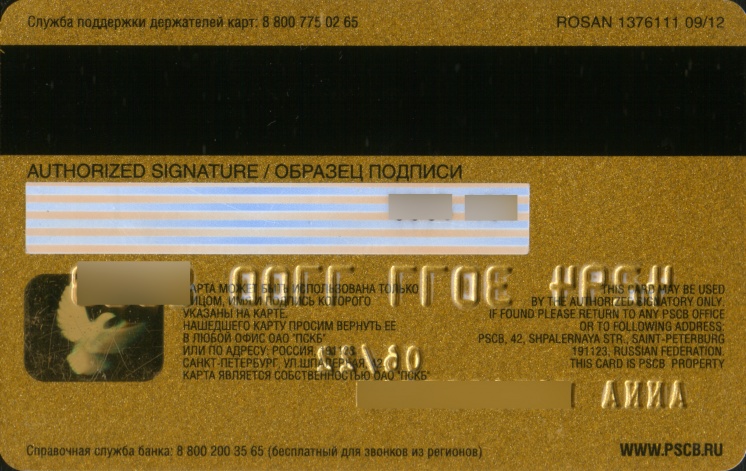 Служба поддержки держателей карт: 8 800 775 02 65
ROSAN 1376111 09/12
AUTHORIZED SIGNATURE / ОБРАЗЕЦ ПОДПИСИ
КАРТА МОЖЕТ БЫТЬ ИСПОЛЬЗОВАНА ТОЛЬКО
ЛИЦОМ, ИМЯ И ПОДПИСЬ КОТОРОГО
УКАЗАНЫ НА КАРТЕ.
НАШЕДШЕГО КАРТУ ПРОСИМ ВЕРНУТЬ ЕЕ
В ЛЮБОЙ ОФИС ОАО "ПСКБ"
ИЛИ ПО АДРЕСУ: РОССИЯ, 191123,
САНКТ-ПЕТЕРБУРГ, УЛ.ШПАЛЕРНАЯ, 42
КАРТА ЯВЛЯЕТСЯ СОБСТВЕННОСТЬЮ ОАО "ПСКБ"
THIS CARD MAY BE USED
BY THE AUTHORIZED SIGNATORY ONLY.
IF FOUND PLEASE RETURN TO ANY PSCB OFFICE
OR TO FOLLOWING ADDRESS:
PSCB, 42, SHPALERNAYA STR., SAINT-PETERBURG
191123, RUSSIAN FEDERATION.
THIS CARD IS PSCB PROPERTY
ANNA
Справочная служба банка: 8 800 200 35 65 (бесплатный для звонков из регионов)
WWW.PSCB.RU